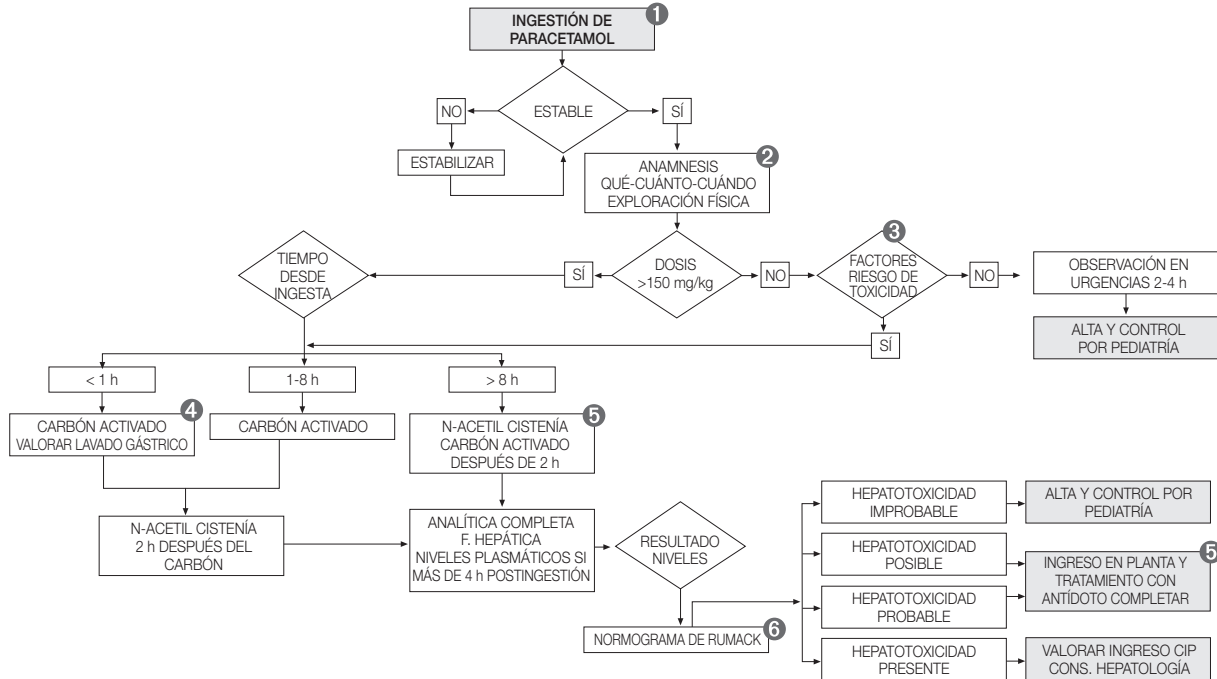 INGESTIÓN DE
PARACETAMOL
1
ESTABLE
NO
SÍ
ESTABILIZAR
2
ANAMNESIS
QUÉ-CUÁNTO-CUÁNDO
EXPLORACIÓN FÍSICA
TIEMPO
DESDE
INGESTA
SÍ
DOSIS
>150 mg/kg
NO
3
FACTORES
RIESGO DE
TOXICIDAD
NO
OBSERVACIÓN EN
URGENCIAS 2-4 h
SÍ
ALTA Y CONTROL
POR PEDIATRÍA
< 1 h
1-8 h
> 8 h
4
CARBÓN ACTIVADO
VALORAR LAVADO GÁSTRICO
CARBÓN ACTIVADO
5
N-ACETIL CISTENÍA
CARBÓN ACTIVADO
DESPUÉS DE 2 h
N-ACETIL CISTENÍA
2 h DESPUÉS DEL
CARBÓN
ANALÍTICA COMPLETA
F. HEPÁTICA
NIVELES PLASMÁTICOS SI
MÁS DE 4 h POSTINGESTIÓN
RESULTADO
NIVELES
NORMOGRAMA DE RUMACK
6
HEPATOTOXICIDAD
IMPROBABLE
ALTA Y CONTROL POR
PEDIATRÍA
HEPATOTOXICIDAD
POSIBLE
HEPATOTOXICIDAD
PROBABLE
5
INGRESO EN PLANTA Y
TRATAMIENTO CON
ANTÍDOTO COMPLETAR
HEPATOTOXICIDAD
PRESENTE
VALORAR INGRESO CIP
CONS. HEPATOLOGÍA